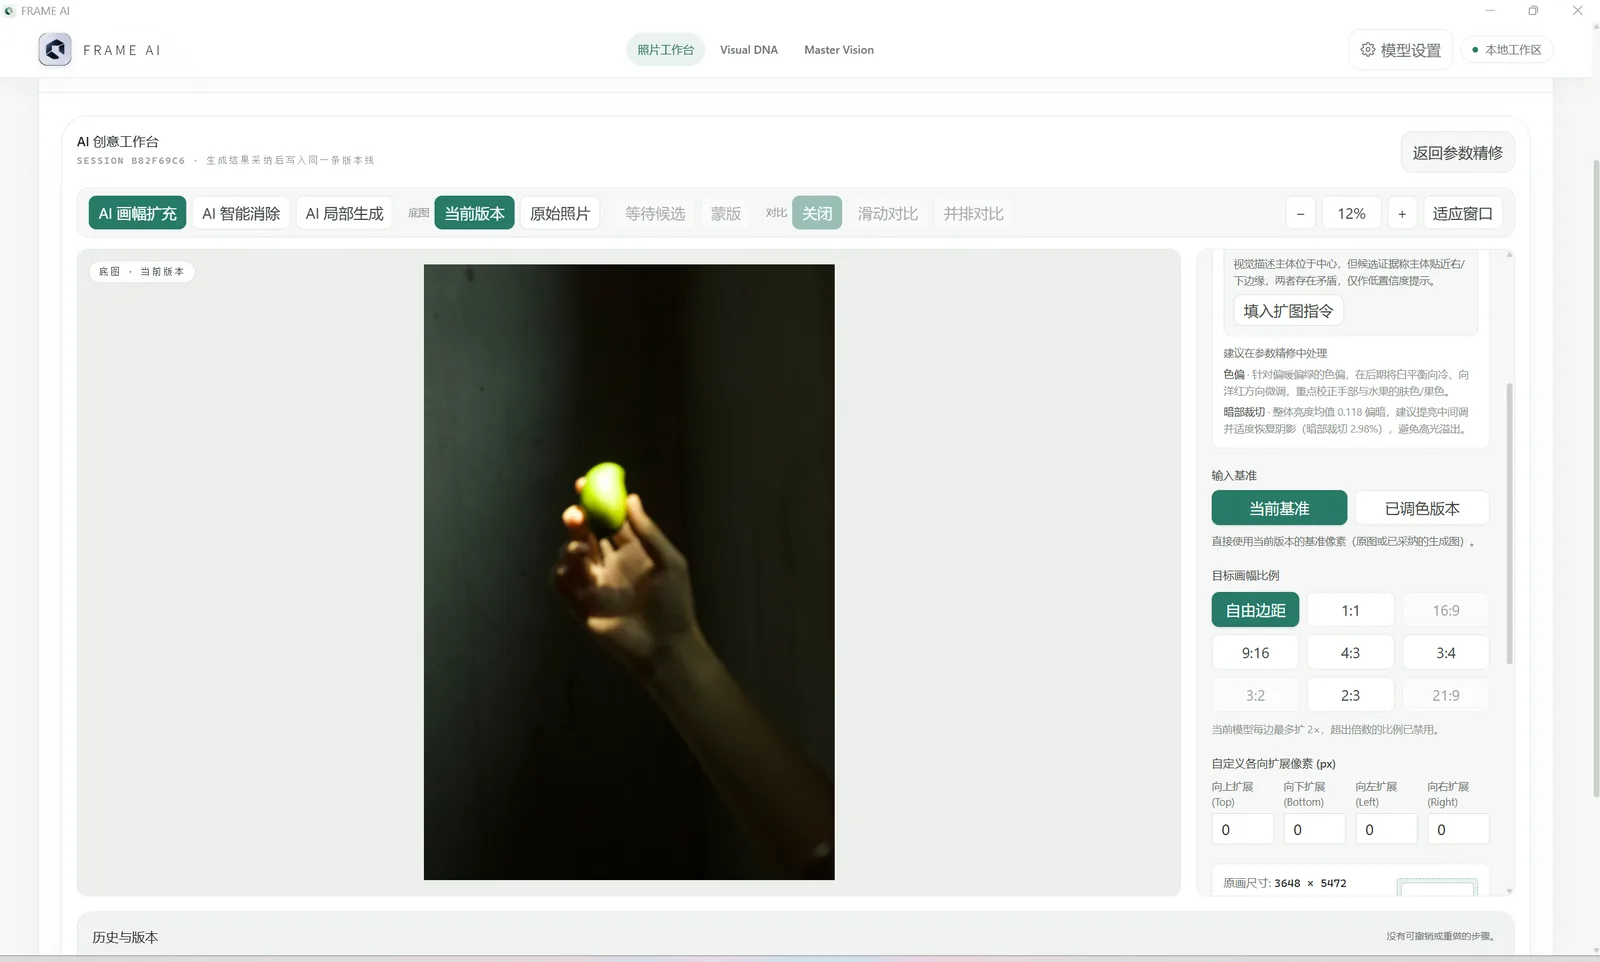 FRAME AI
FRAME AI
照片工作台
Visual DNA
Master Vision
模型设置
本地工作区
AI 创意工作台
SESSION B82F69C6 · 生成结果采纳后写入同一条版本栈
返回参数精修
AI 画幅扩充
AI 智能消除
AI 局部生成
底图
当前版本
原始照片
等待候选
蒙版
对比
关闭
滑动对比
并排对比
−
12%
+
适应窗口
底图 · 当前版本
视觉描述主体位于中心，但候选证据称主体贴近右/
下边缘，两者存在矛盾，仅作低置信度提示。
填入扩图指令
建议在参数精修中处理
色偏 · 针对偏暖偏绿的色偏，在后期将白平衡向冷、向
洋红方向微调，重点校正手部与水果的肤色/果色。
暗部裁切 · 整体亮度均值 0.118 偏暗，建议提亮中间调
并适度恢复阴影（暗部裁切 2.98%），避免高光溢出。
输入基准
当前基准
已调色版本
直接使用当前版本的基准像素（原图或已采纳的生成图）。
目标画幅比例
自由边距
1:1
16:9
9:16
4:3
3:4
3:2
2:3
21:9
当前模型每边最多扩 2×，超出倍数的比例已禁用。
自定义各向扩展像素 (px)
向上扩展 (Top)
向下扩展 (Bottom)
向左扩展 (Left)
向右扩展 (Right)
0
0
0
0
原画尺寸: 3648 × 5472
历史与版本
没有可撤销或重做的步骤。